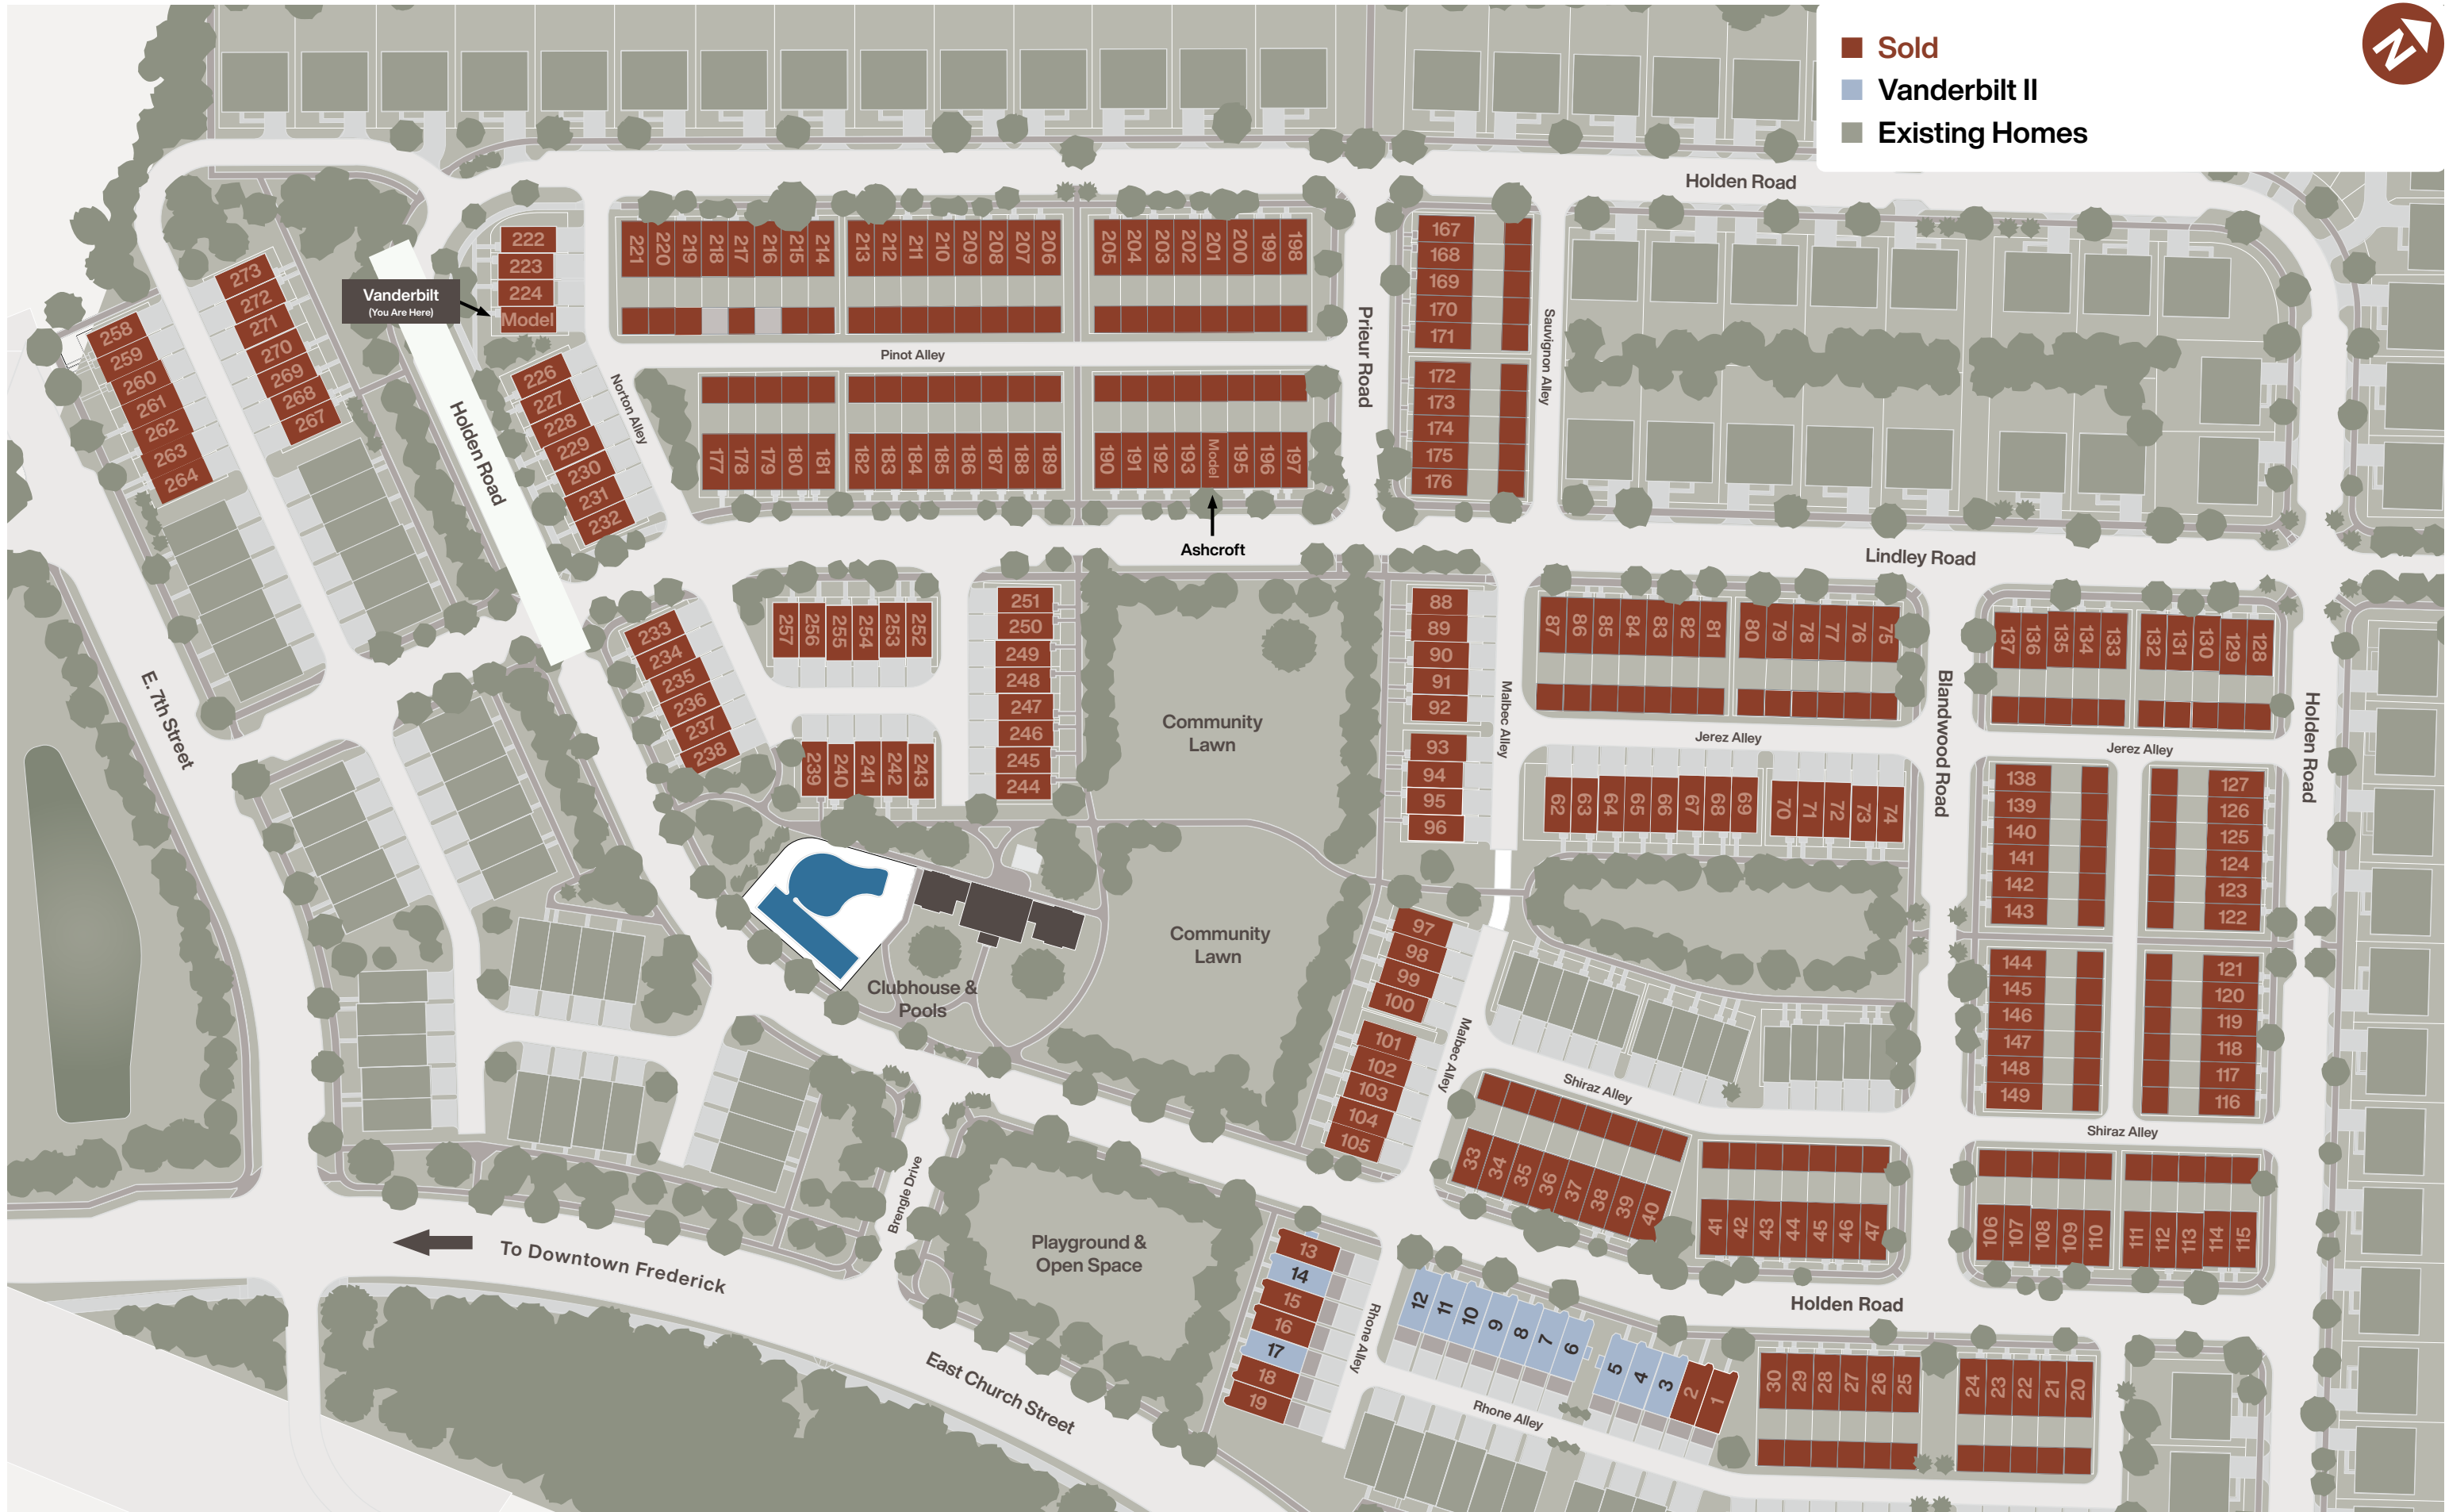 Sold
Vanderbilt II
Existing Homes
N
Holden Road
222
223
224
Model
Vanderbilt
(You Are Here)
221 220 219 218 217 216 215 214
213 212 211 210 209 208 207 206
205 204 203 202 201 200 199 198
167
168
169
170
171
172
173
174
175
176
Prieur Road
Sauvignon Alley
Pinot Alley
Norton Alley
Holden Road
273
272
271
270
269
268
267
258
259
260
261
262
263
264
226
227
228
229
230
231
232
177 178 179 180 181
182 183 184 185 186 187 188 189
190 191 192 193 Model 195 196 197
Ashcroft
Lindley Road
E. 7th Street
233
234
235
236
237
238
257 256 255 254 253 252
251
250
249
248
247
246
245
244
239 240 241 242 243
Community
Lawn
88
89
90
91
92
93
94
95
96
Malbec Alley
87 86 85 84 83 82 81
80 79 78 77 76 75
Jerez Alley
62 63 64 65 66 67 68 69
70 71 72 73 74
Blandwood Road
137 136 135 134 133
132 131 130 129 128
Jerez Alley
Holden Road
138
139
140
141
142
143
127
126
125
124
123
122
144
145
146
147
148
149
121
120
119
118
117
116
Shiraz Alley
Community
Lawn
Clubhouse &
Pools
97
98
99
100
101
102
103
104
105
Malbec Alley
Shiraz Alley
33 34 35 36 37 38 39 40
41 42 43 44 45 46 47
106 107 108 109 110
111 112 113 114 115
Holden Road
Brengle Drive
Playground &
Open Space
To Downtown Frederick
East Church Street
13
14
15
16
17
18
19
Rhone Alley
12 11 10 9 8 7 6
5 4 3 2 1
Rhone Alley
30 29 28 27 26 25
24 23 22 21 20